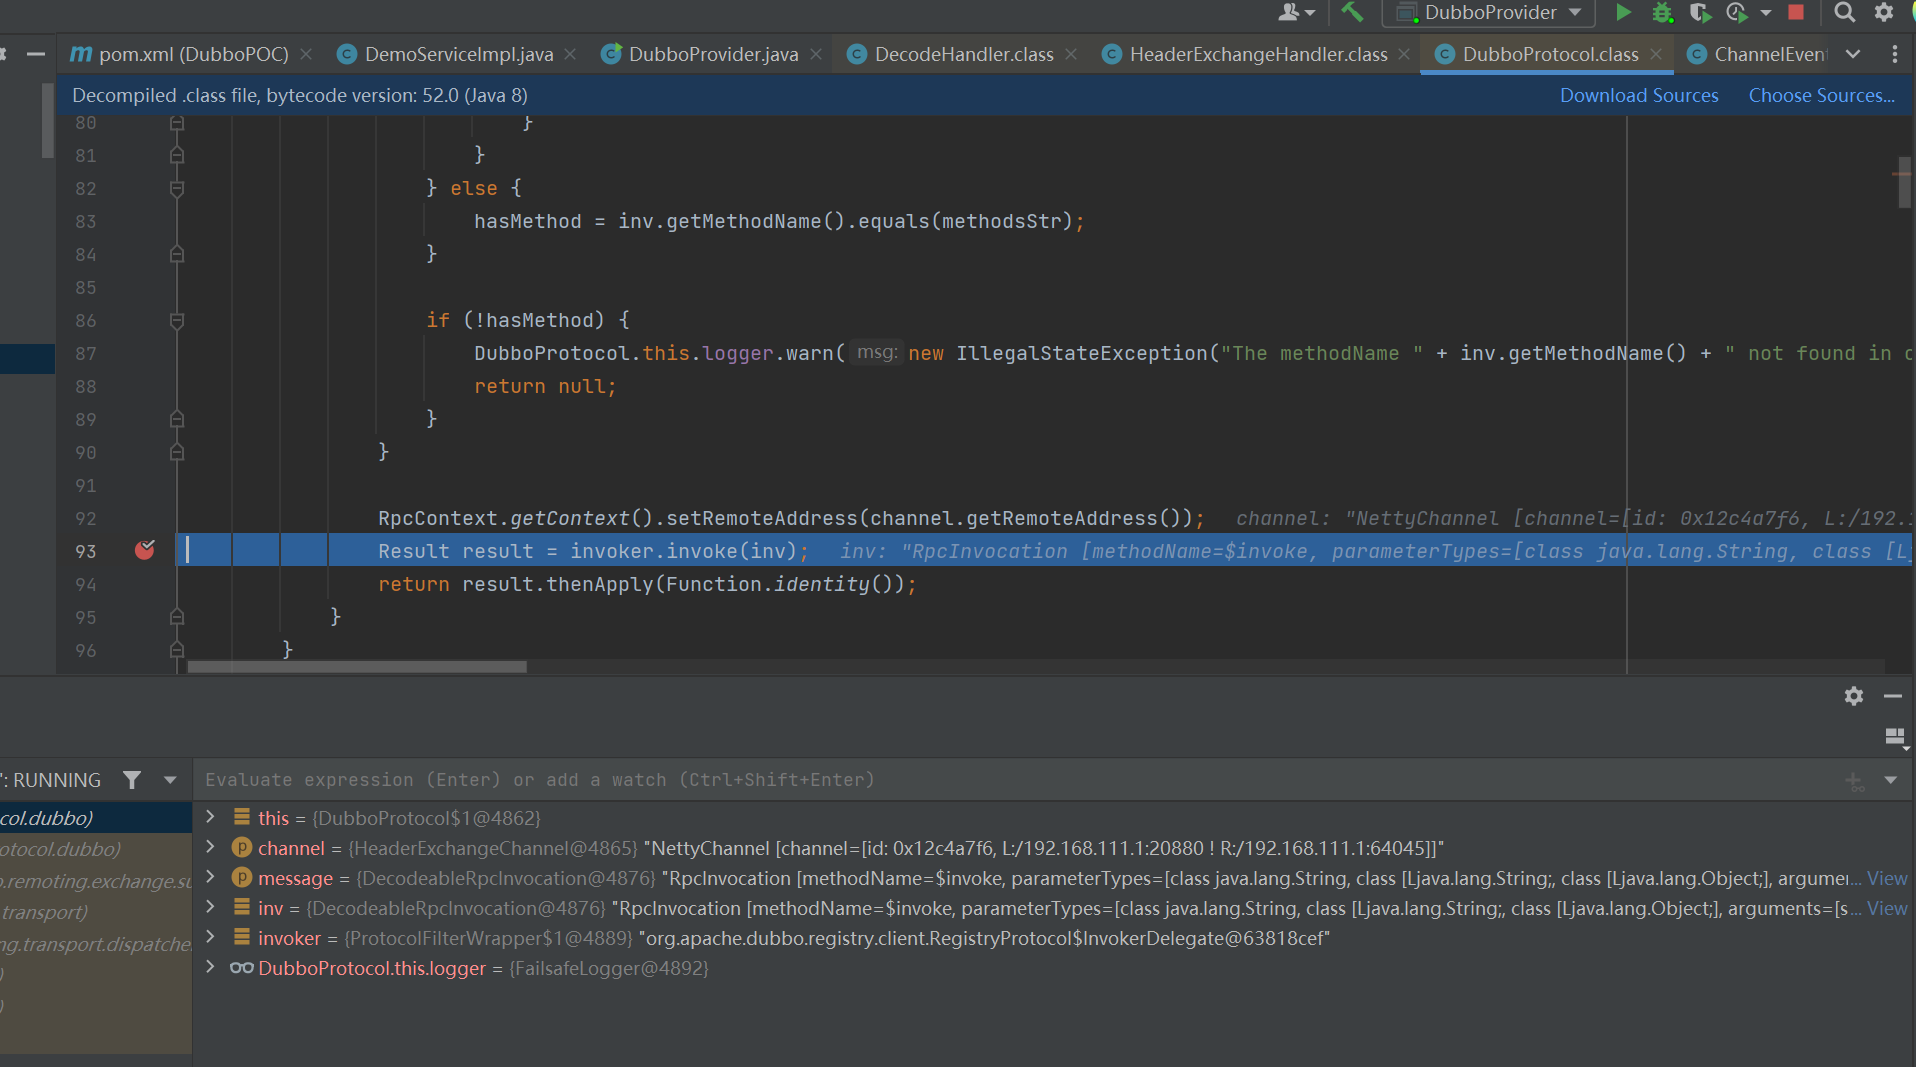 DubboProvider
pom.xml (DubboPOC) DemoServiceImpl.java DubboProvider.java DecodeHandler.class HeaderExchangeHandler.class DubboProtocol.class ChannelEvent
Decompiled .class file, bytecode version: 52.0 (Java 8) Download Sources Choose Sources...
80 }
81 }
82 } else {
83 hasMethod = inv.getMethodName().equals(methodsStr);
84 }
85
86 if (!hasMethod) {
87 DubboProtocol.this.logger.warn( msg: new IllegalStateException("The methodName " + inv.getMethodName() + " not found in
88 return null;
89 }
90 }
91
92 RpcContext.getContext().setRemoteAddress(channel.getRemoteAddress()); channel: "NettyChannel [channel=[id: 0x12c4a7f6, L:/192.1
93 Result result = invoker.invoke(inv); inv: "RpcInvocation [methodName=$invoke, parameterTypes=[class java.lang.String, class [Lj
94 return result.thenApply(Function.identity());
95 }
96 }
": RUNNING Evaluate expression (Enter) or add a watch (Ctrl+Shift+Enter)
col.dubbo)
otocol.dubbo)
o.remoting.exchange.su
transport)
ng.transport.dispatche
)
)
this = {DubboProtocol$1@4862}
channel = {HeaderExchangeChannel@4865} "NettyChannel [channel=[id: 0x12c4a7f6, L:/192.168.111.1:20880 ! R:/192.168.111.1:64045]]"
message = {DecodeableRpcInvocation@4876} "RpcInvocation [methodName=$invoke, parameterTypes=[class java.lang.String, class [Ljava.lang.String;, class [Ljava.lang.Object;], argumen... View
inv = {DecodeableRpcInvocation@4876} "RpcInvocation [methodName=$invoke, parameterTypes=[class java.lang.String, class [Ljava.lang.String;, class [Ljava.lang.Object;], arguments=[s... View
invoker = {ProtocolFilterWrapper$1@4889} "org.apache.dubbo.registry.client.RegistryProtocol$InvokerDelegate@63818cef"
DubboProtocol.this.logger = {FailsafeLogger@4892}